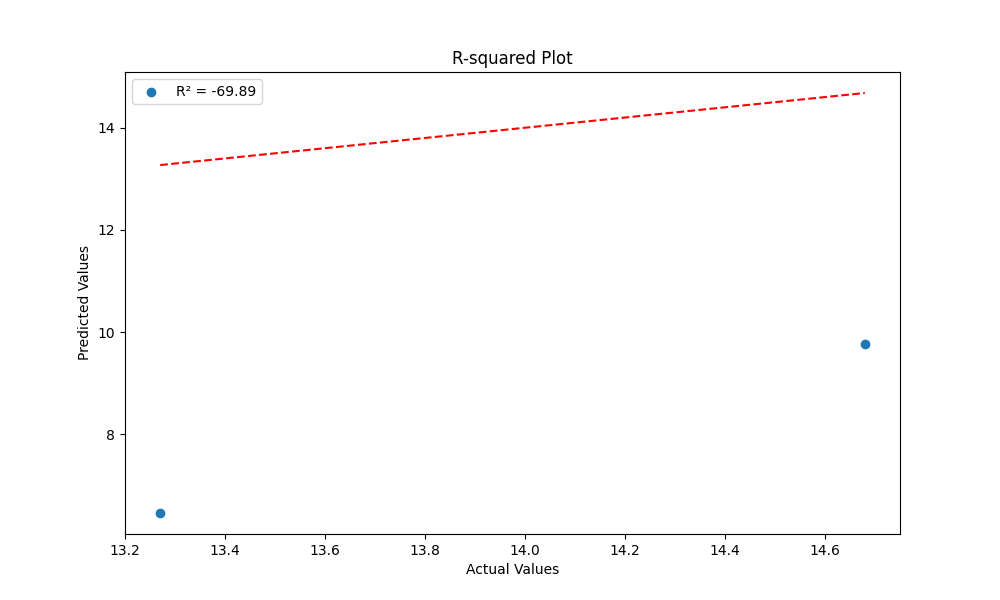 R-squared Plot
R² = -69.89
14
12
10
8
Predicted Values
13.2 13.4 13.6 13.8 14.0 14.2 14.4 14.6
Actual Values